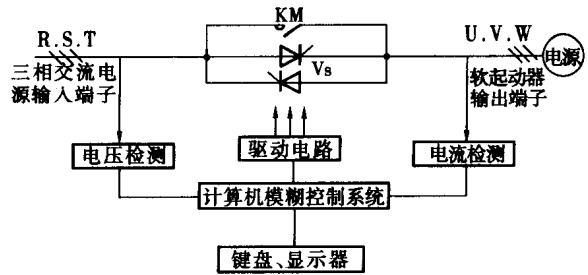 KM
R.S.T
U.V.W
电源
三相交流电
源输入端子
Vs
软起动器
输出端子
电压检测
驱动电路
电流检测
计算机模糊控制系统
键盘、显示器